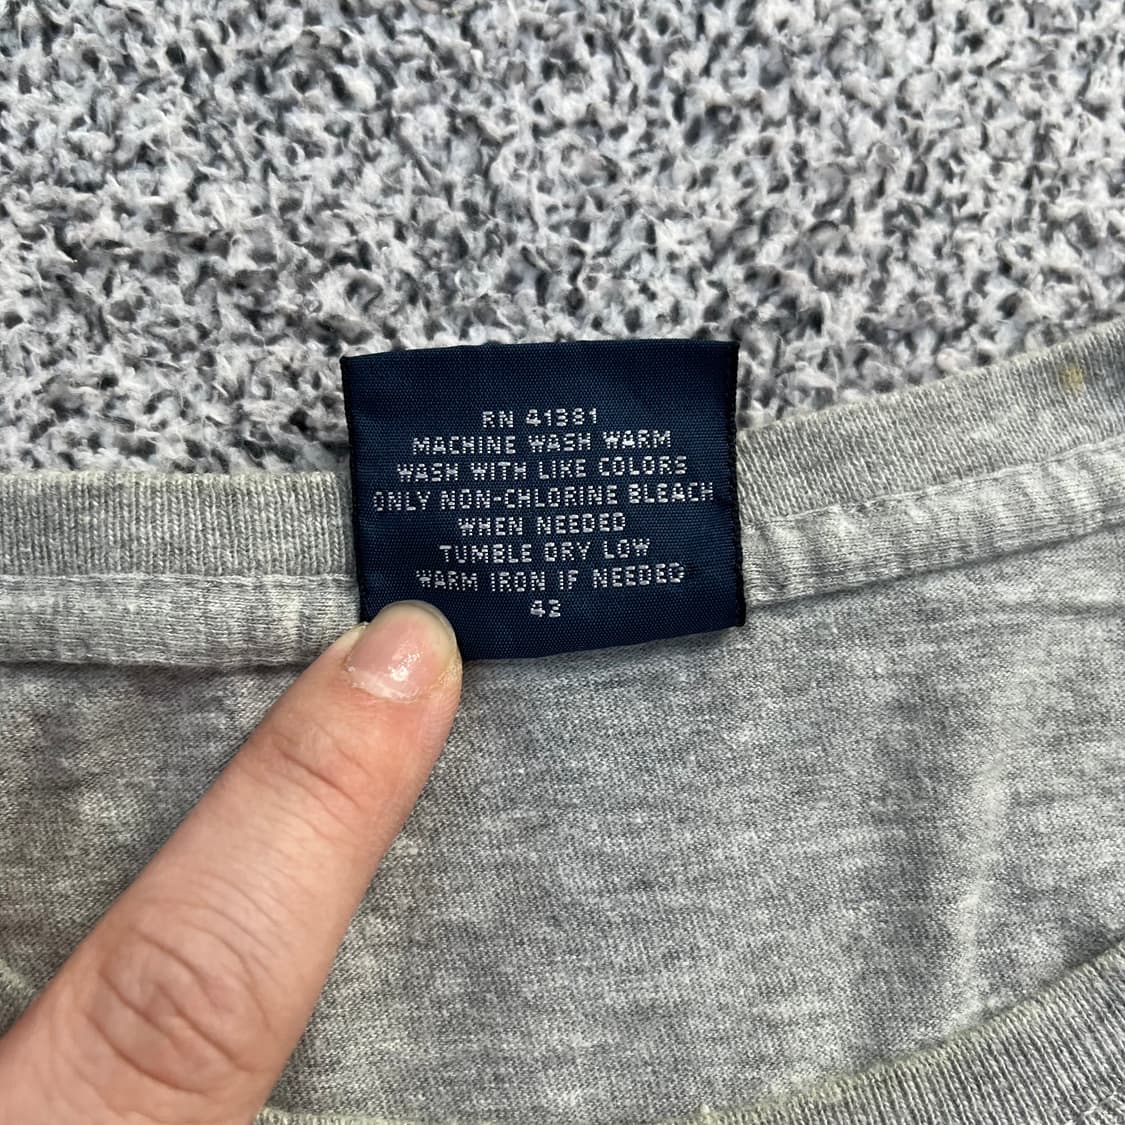 RN 41381
MACHINE WASH WARM
WASH WITH LIKE COLORS
ONLY NON-CHLORINE BLEACH
WHEN NEEDED
TUMBLE DRY LOW
WARM IRON IF NEEDED
42